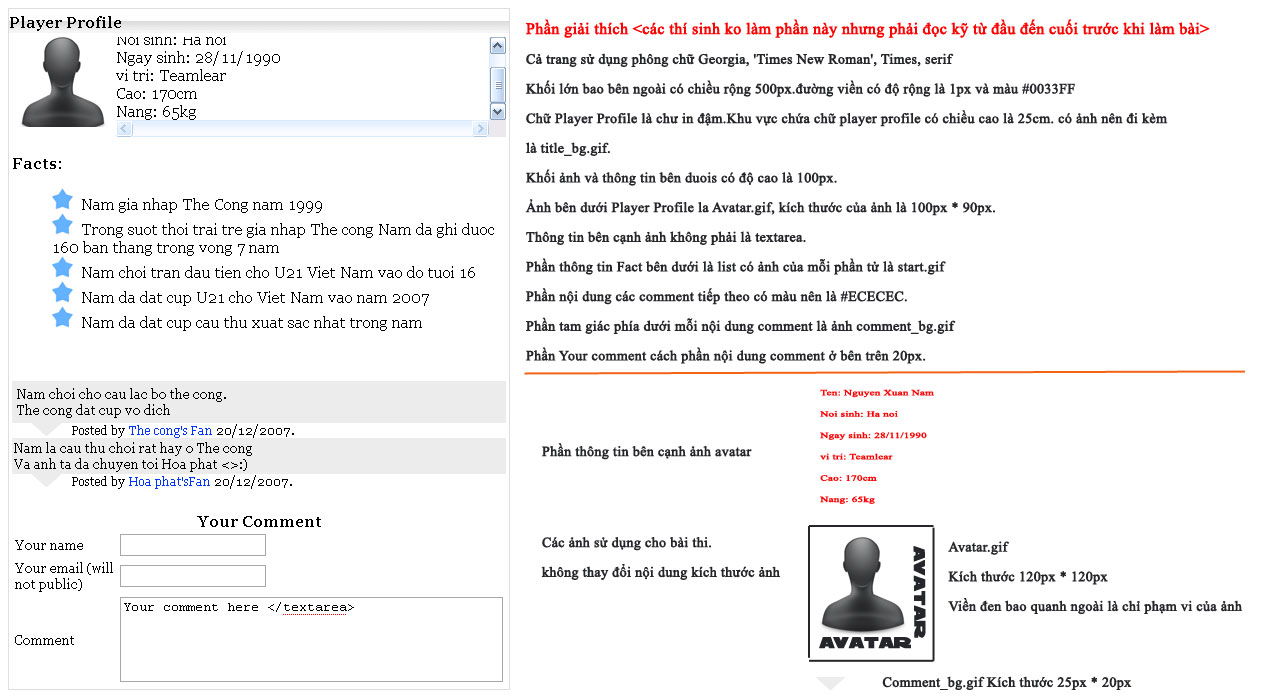 Player Profile
Noi sinh: Ha noi
Ngay sinh: 28/11/1990
vi tri: Teamlear
Cao: 170cm
Nang: 65kg
Facts:
Nam gia nhap The Cong nam 1999
Trong suot thoi trai tre gia nhap The cong Nam da ghi duoc
160 ban thang trong vong 7 nam
Nam choi tran dau tien cho U21 Viet Nam vao do tuoi 16
Nam da dat cup U21 cho Viet Nam vao nam 2007
Nam da dat cup cau thu xuat sac nhat trong nam
Nam choi cho cau lac bo the cong.
The cong dat cup vo dich
Posted by The cong's Fan 20/12/2007.
Nam la cau thu choi rat hay o The cong
Va anh ta da chuyen toi Hoa phat <>:)
Posted by Hoa phat'sFan 20/12/2007.
Your Comment
Your name
Your email (will
not public)
Your comment here </textarea>
Comment
Phần giải thích <các thí sinh ko làm phần này nhưng phải đọc kỹ từ đầu đến cuối trước khi làm bài>
Cả trang sử dụng phông chữ Georgia, 'Times New Roman', Times, serif
Khối lớn bao bên ngoài có chiều rộng 500px.đường viền có độ rộng là 1px và màu #0033FF
Chữ Player Profile là chư in đậm.Khu vực chứa chữ player profile có chiều cao là 25cm. có ảnh nên đi kèm
là title_bg.gif.
Khối ảnh và thông tin bên duois có độ cao là 100px.
Ảnh bên dưới Player Profile la Avatar.gif, kích thước của ảnh là 100px * 90px.
Thông tin bên cạnh ảnh không phải là textarea.
Phần thông tin Fact bên dưới là list có ảnh của mỗi phần tử là start.gif
Phần nội dung các comment tiếp theo có màu nên là #ECECEC.
Phần tam giác phía dưới mỗi nội dung comment là ảnh comment_bg.gif
Phần Your comment cách phần nội dung comment ở bên trên 20px.
Ten: Nguyen Xuan Nam
Noi sinh: Ha noi
Ngay sinh: 28/11/1990
Phần thông tin bên cạnh ảnh avatar
vi tri: Teamlear
Cao: 170cm
Nang: 65kg
Các ảnh sử dụng cho bài thi.
không thay đổi nội dung kích thước ảnh
AVATAR
AVATAR
Avatar.gif
Kích thước 120px * 120px
Viền đen bao quanh ngoài là chỉ phạm vi của ảnh
Comment_bg.gif Kích thước 25px * 20px